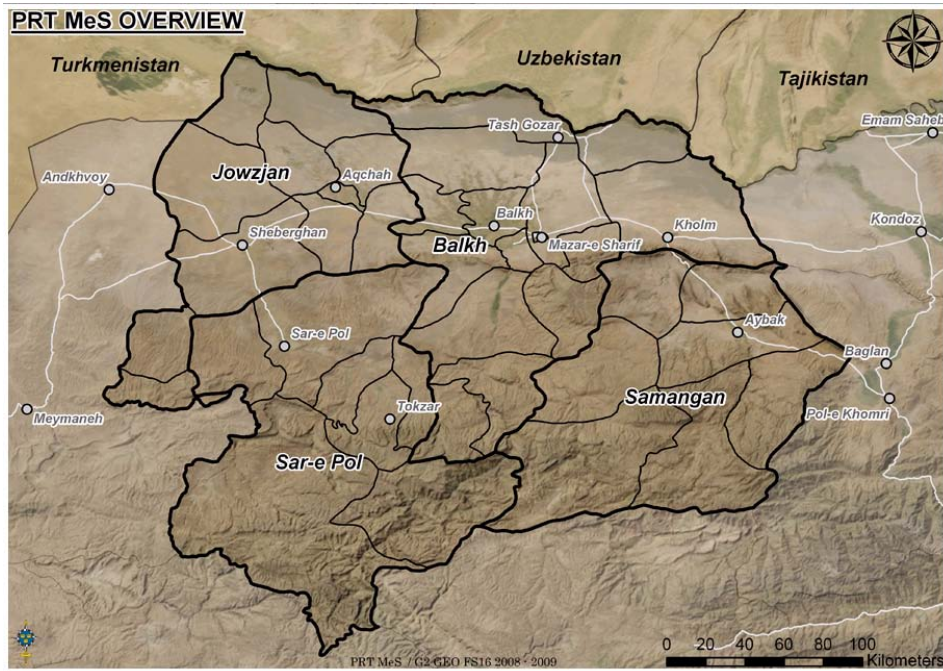 PRT MeS OVERVIEW
Turkmenistan
Uzbekistan
Tajikistan
Emam Saheb
Tash Gozar
Andkhvoy
Jowzjan
Aqchah
Balkh
Kondoz
Sheberghan
Balkh
Mazar-e Sharif
Kholm
Sar-e Pol
Aybak
Baglan
Meymaneh
Tokzar
Samangan
Pol-e Khomri
Sar-e Pol
0 20 40 60 80 100
Kilometers
PRT MeS / G2 GEO FS16 2008 - 2009